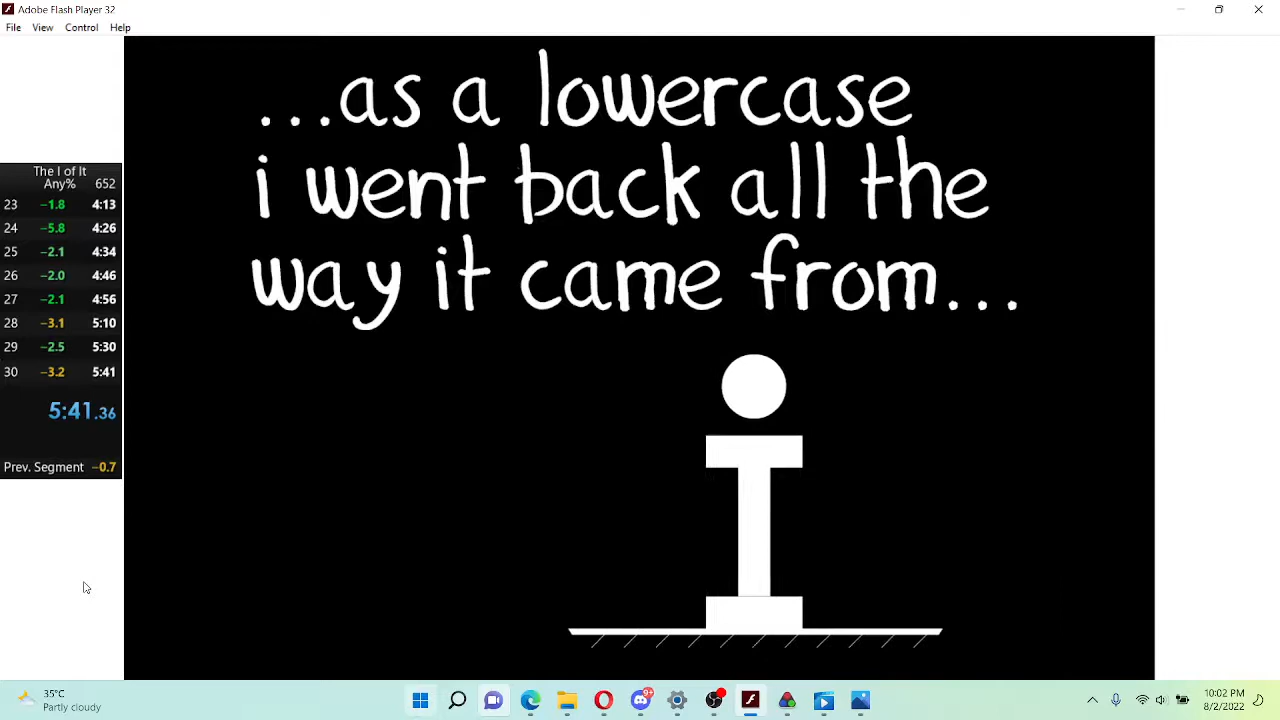 Adobe Flash Player 32
File View Control Help
...as a lowercase
i went back all the
way it came from...
The I of It
Any% 652
23 −1.8 4:13
24 −5.8 4:26
25 −2.1 4:34
26 −2.0 4:46
27 −2.1 4:56
28 −3.1 5:10
29 −2.5 5:30
30 −3.2 5:41
5:41.36
Prev. Segment −0.7
35°C
Partly cloudy
9+
10:02 PM
8/2/2022